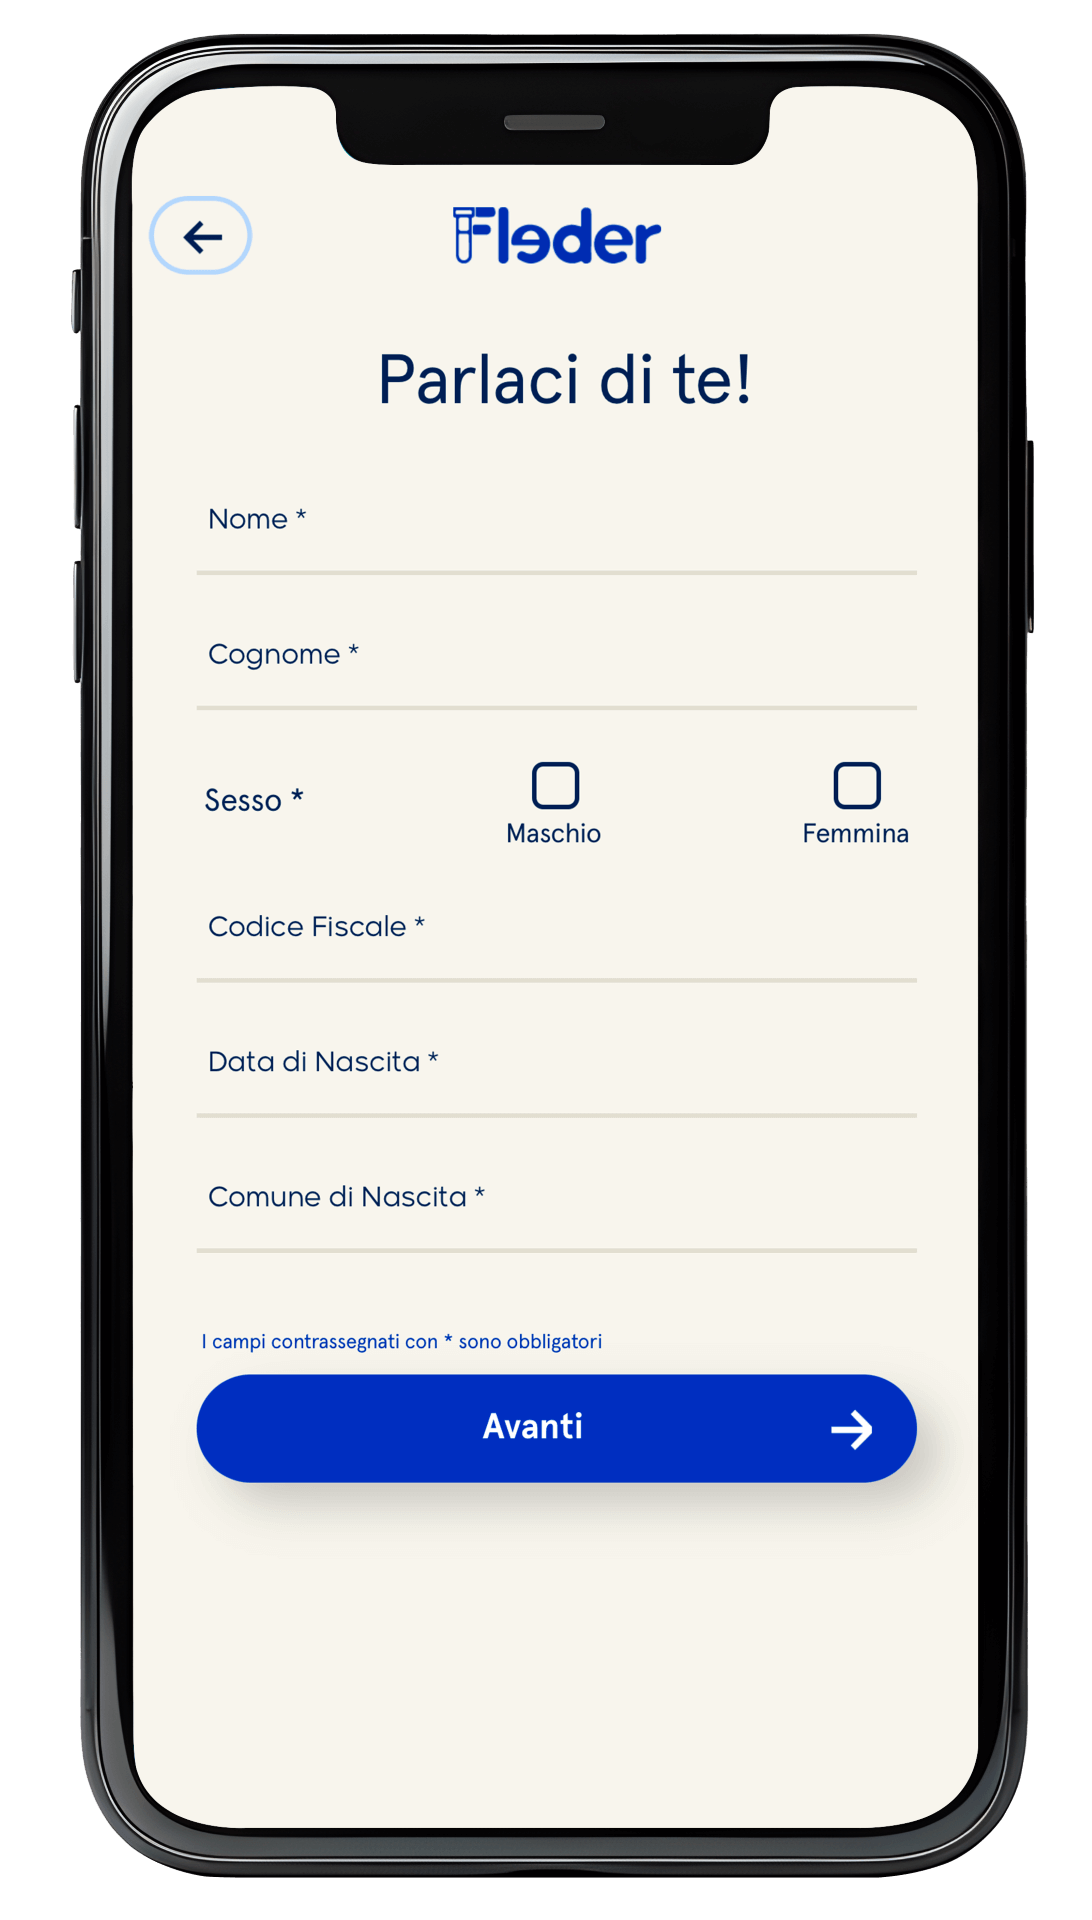 Fleder
Parlaci di te!
Nome *
Cognome *
Sesso *
Maschio
Femmina
Codice Fiscale *
Data di Nascita *
Comune di Nascita *
I campi contrassegnati con * sono obbligatori
Avanti